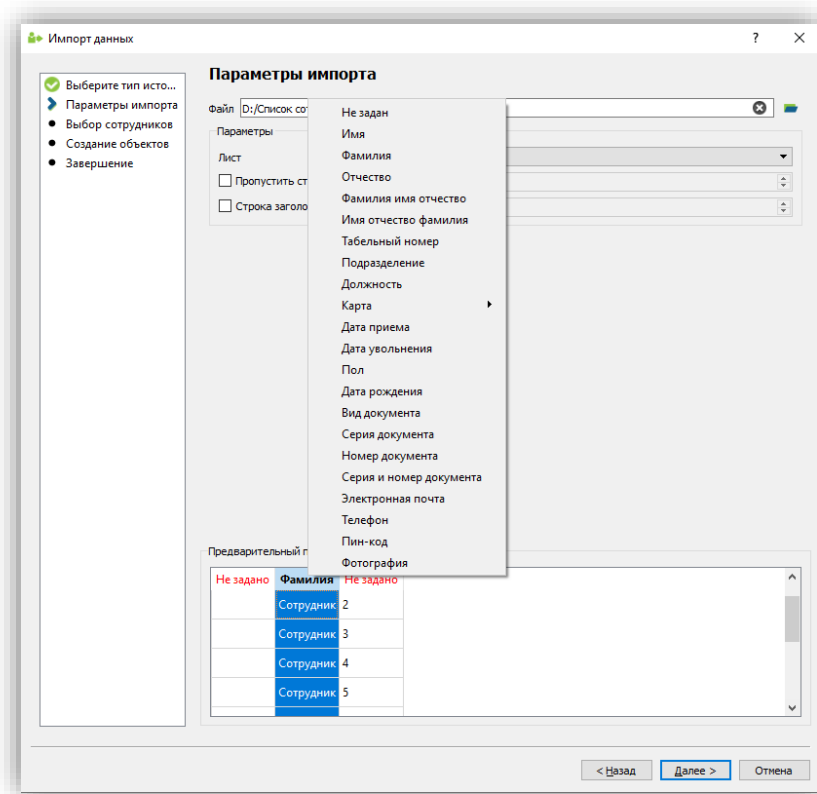 Импорт данных
?
Выберите тип исто...
Параметры импорта
Выбор сотрудников
Создание объектов
Завершение
Параметры импорта
Файл D:/Список со
Параметры
Лист
Пропустить ст
Строка заголо
Не задан
Имя
Фамилия
Отчество
Фамилия имя отчество
Имя отчество фамилия
Табельный номер
Подразделение
Должность
Карта
Дата приема
Дата увольнения
Пол
Дата рождения
Вид документа
Серия документа
Номер документа
Серия и номер документа
Электронная почта
Телефон
Пин-код
Фотография
Предварительный п
Не задано Фамилия Не задано
Сотрудник 2
Сотрудник 3
Сотрудник 4
Сотрудник 5
< Назад Далее > Отмена